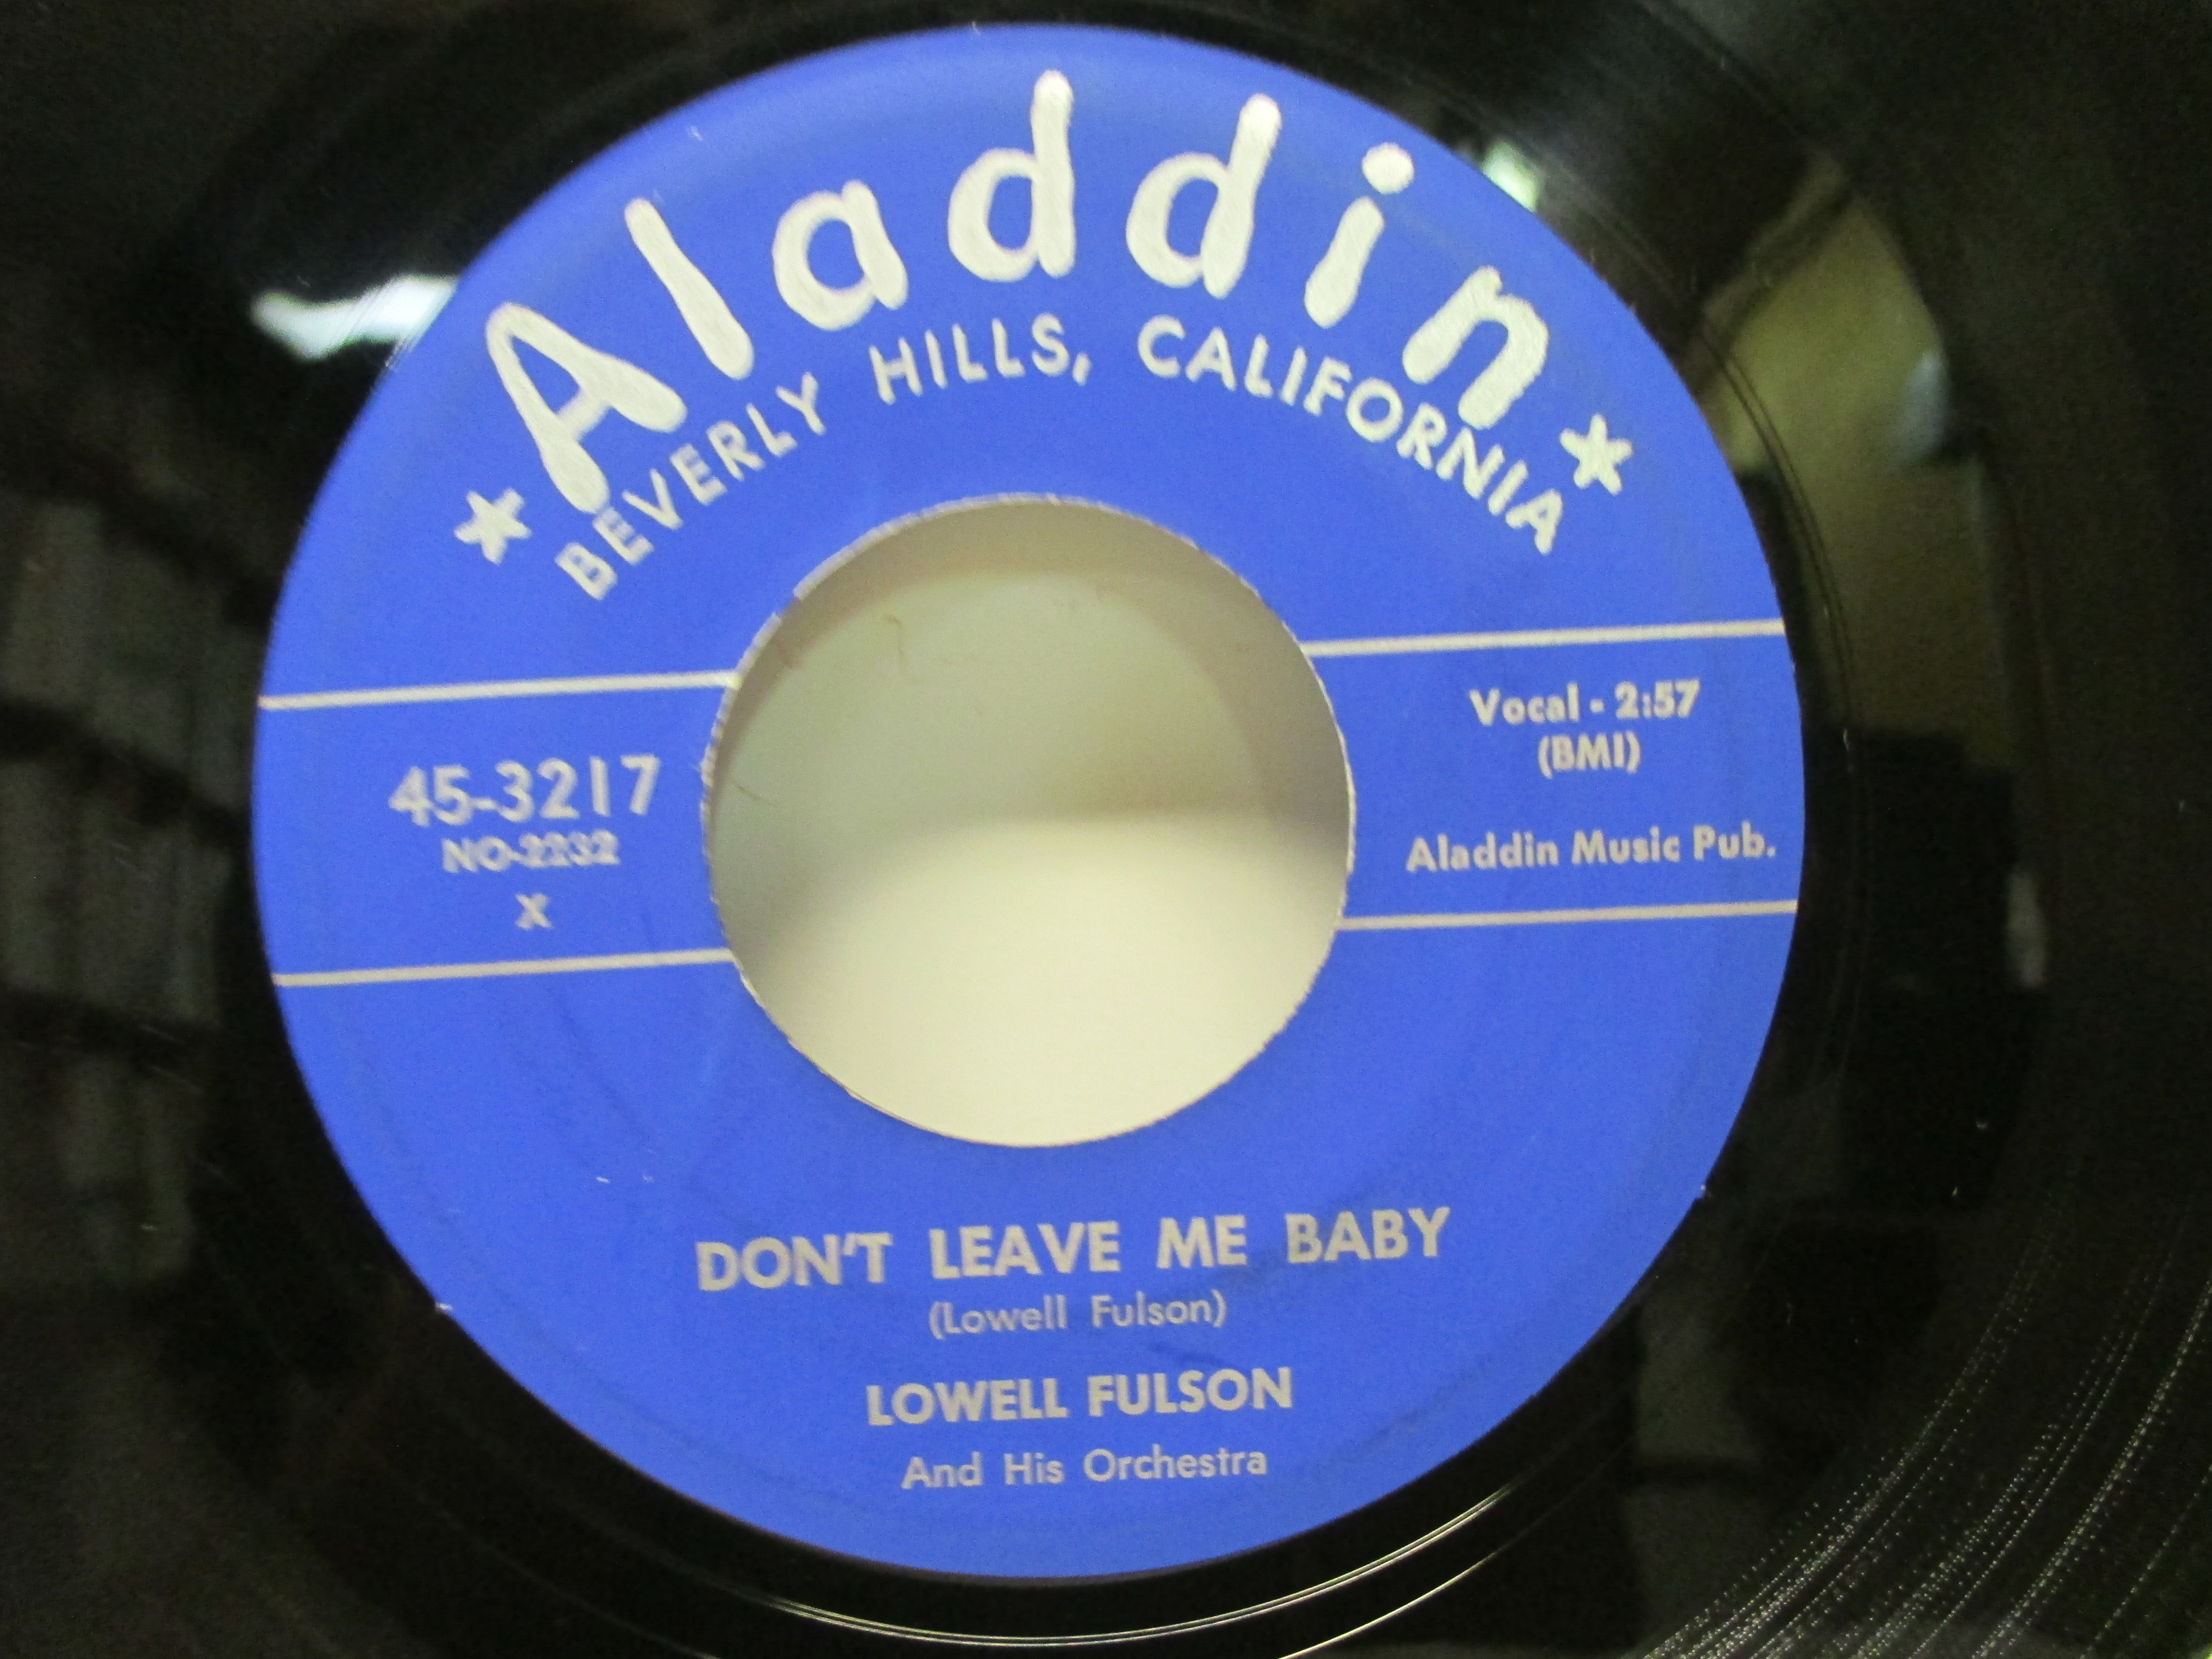 Aladdin
BEVERLY HILLS, CALIFORNIA
45-3217
NO-2232
X
Vocal - 2:57
(BMI)
Aladdin Music Pub.
DON'T LEAVE ME BABY
(Lowell Fulson)
LOWELL FULSON
And His Orchestra